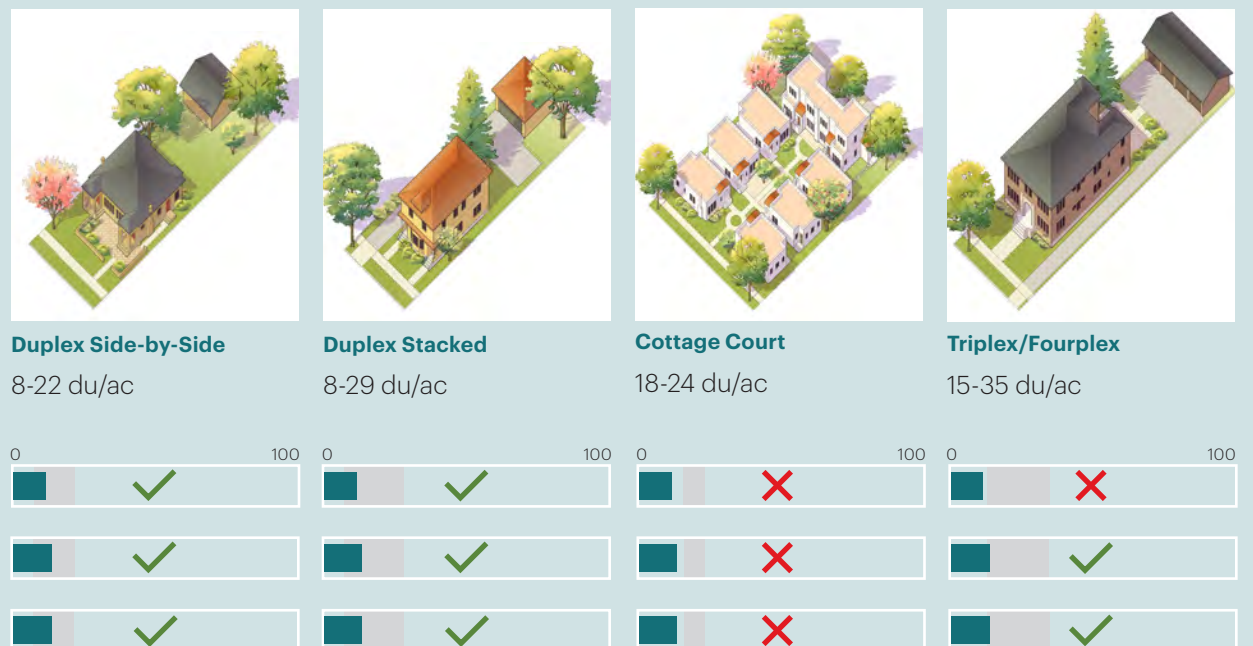 Duplex Side-by-Side
8-22 du/ac
Duplex Stacked
8-29 du/ac
Cottage Court
18-24 du/ac
Triplex/Fourplex
15-35 du/ac
0 100
0 100
0 100
0 100